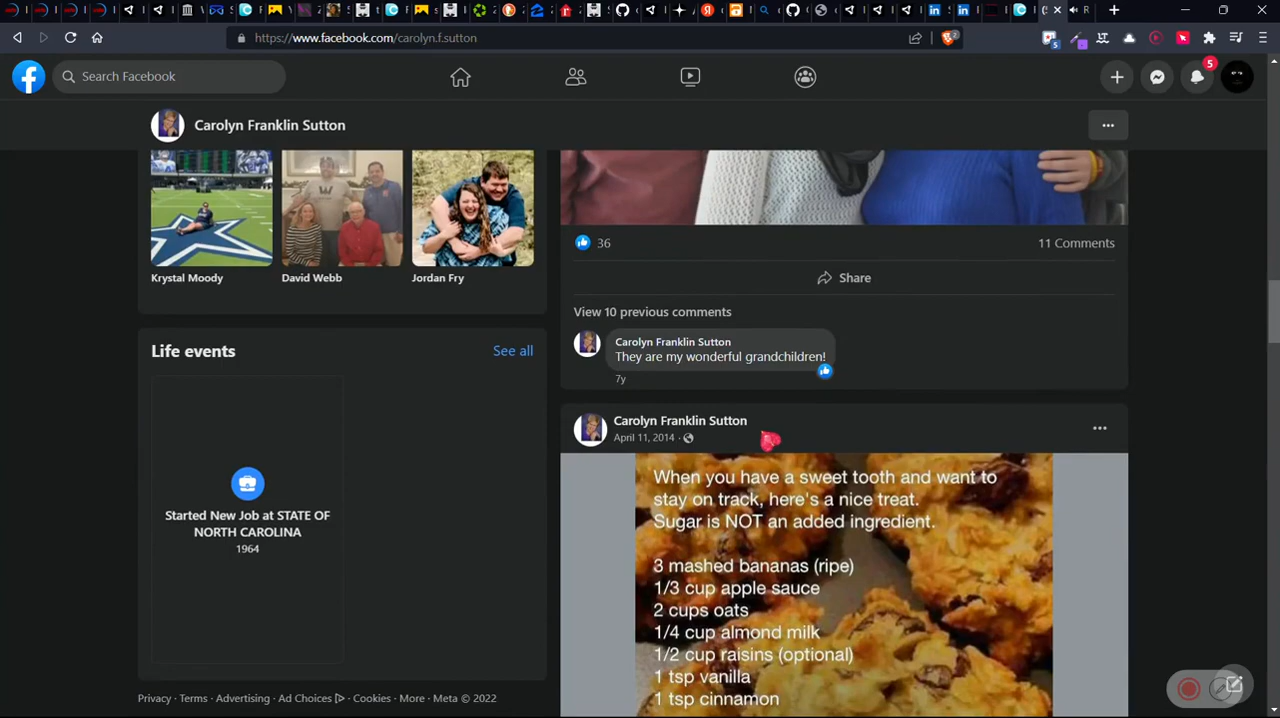 https://www.facebook.com/carolyn.f.sutton
2
5
Search Facebook
5
Carolyn Franklin Sutton
Krystal Moody
David Webb
Jordan Fry
Life events
See all
Started New Job at STATE OF
NORTH CAROLINA
1964
Privacy · Terms · Advertising · Ad Choices · Cookies · More · Meta © 2022
36
11 Comments
Share
View 10 previous comments
Carolyn Franklin Sutton
They are my wonderful grandchildren!
7y
Carolyn Franklin Sutton
April 11, 2014 ·
When you have a sweet tooth and want to
stay on track, here's a nice treat.
Sugar is NOT an added ingredient.
3 mashed bananas (ripe)
1/3 cup apple sauce
2 cups oats
1/4 cup almond milk
1/2 cup raisins (optional)
1 tsp vanilla
1 tsp cinnamon